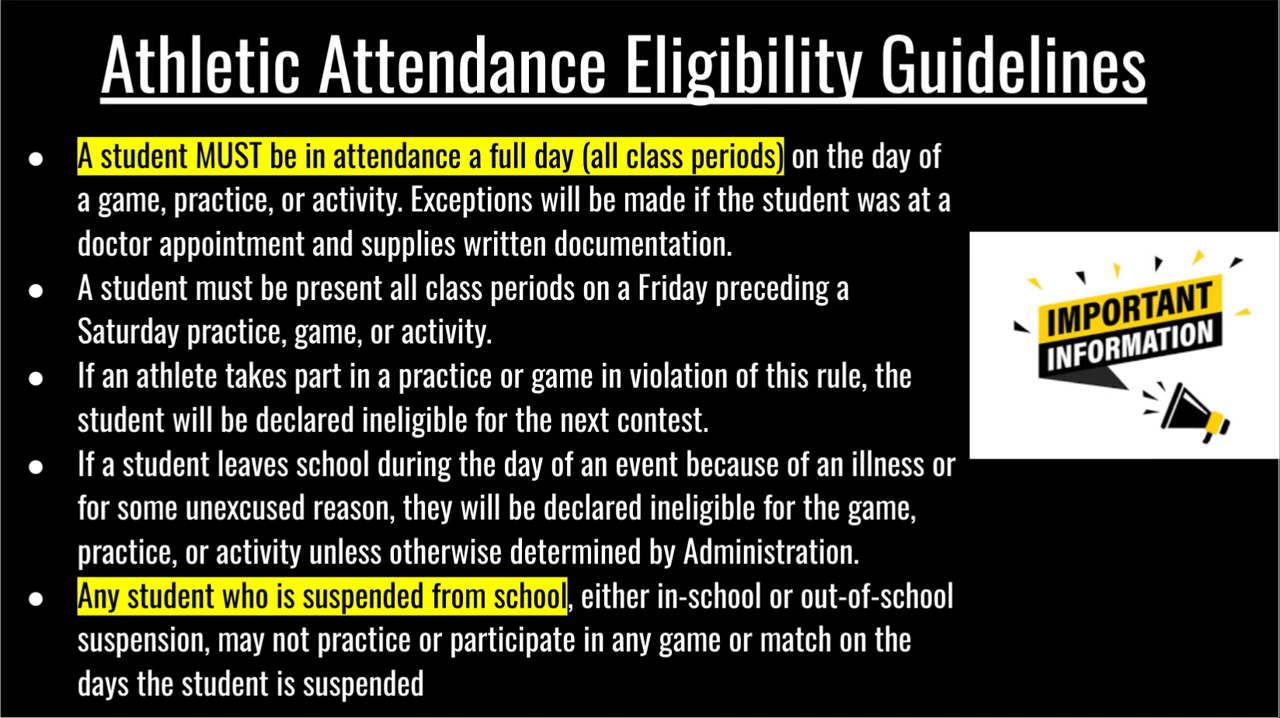 Athletic Attendance Eligibility Guidelines
● A student MUST be in attendance a full day (all class periods) on the day of
a game, practice, or activity. Exceptions will be made if the student was at a
doctor appointment and supplies written documentation.
● A student must be present all class periods on a Friday preceding a
Saturday practice, game, or activity.
● If an athlete takes part in a practice or game in violation of this rule, the
student will be declared ineligible for the next contest.
● If a student leaves school during the day of an event because of an illness or
for some unexcused reason, they will be declared ineligible for the game,
practice, or activity unless otherwise determined by Administration.
● Any student who is suspended from school, either in-school or out-of-school
suspension, may not practice or participate in any game or match on the
days the student is suspended
IMPORTANT
INFORMATION